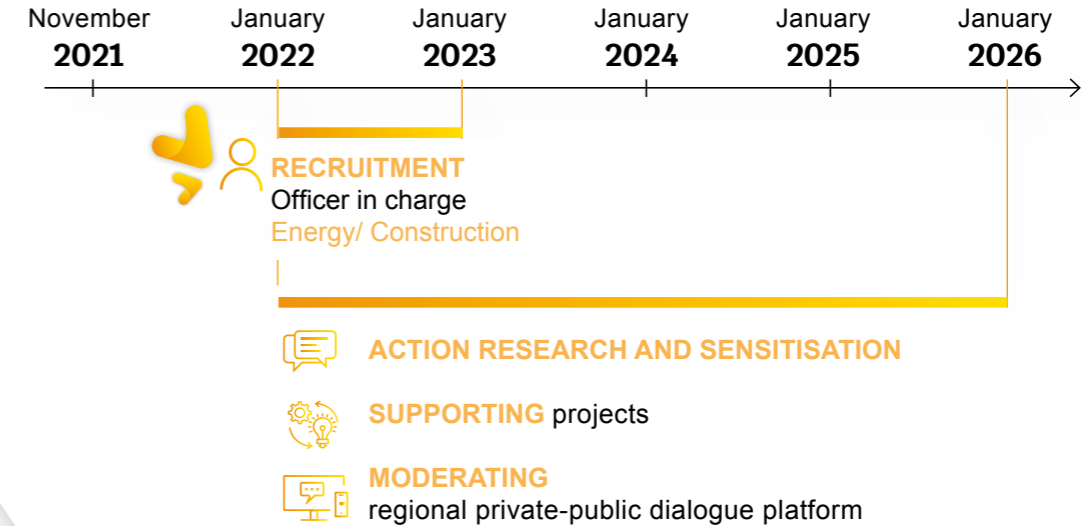 November January January January January January
2021 2022 2023 2024 2025 2026
RECRUITMENT
Officer in charge
Energy/ Construction
ACTION RESEARCH AND SENSITISATION
SUPPORTING projects
MODERATING
regional private-public dialogue platform